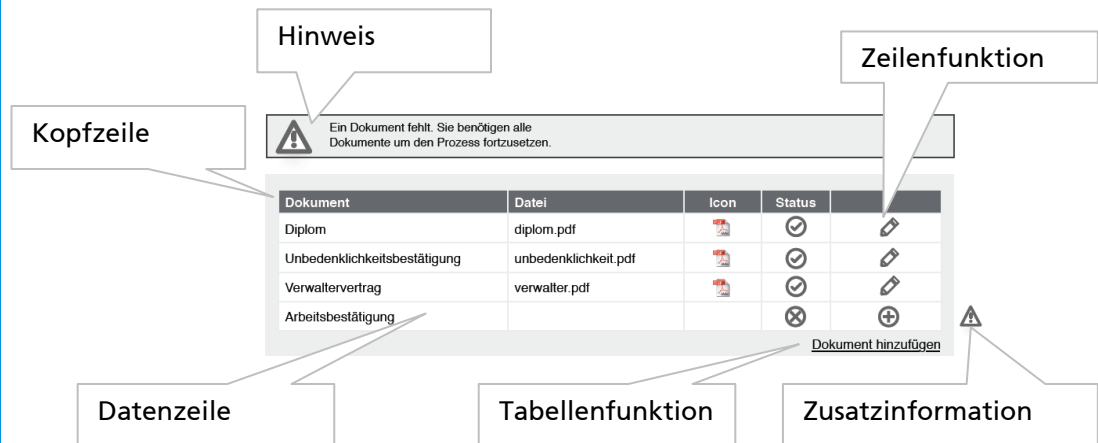 Hinweis
Zeilenfunktion
Kopfzeile
Ein Dokument fehlt. Sie benötigen alle
Dokumente um den Prozess fortzusetzen.
Dokument Datei Icon Status
Diplom diplom.pdf
Unbedenklichkeitsbestätigung unbedenklichkeit.pdf
Verwaltervertrag verwalter.pdf
Arbeitsbestätigung
Dokument hinzufügen
Datenzeile Tabellenfunktion Zusatzinformation